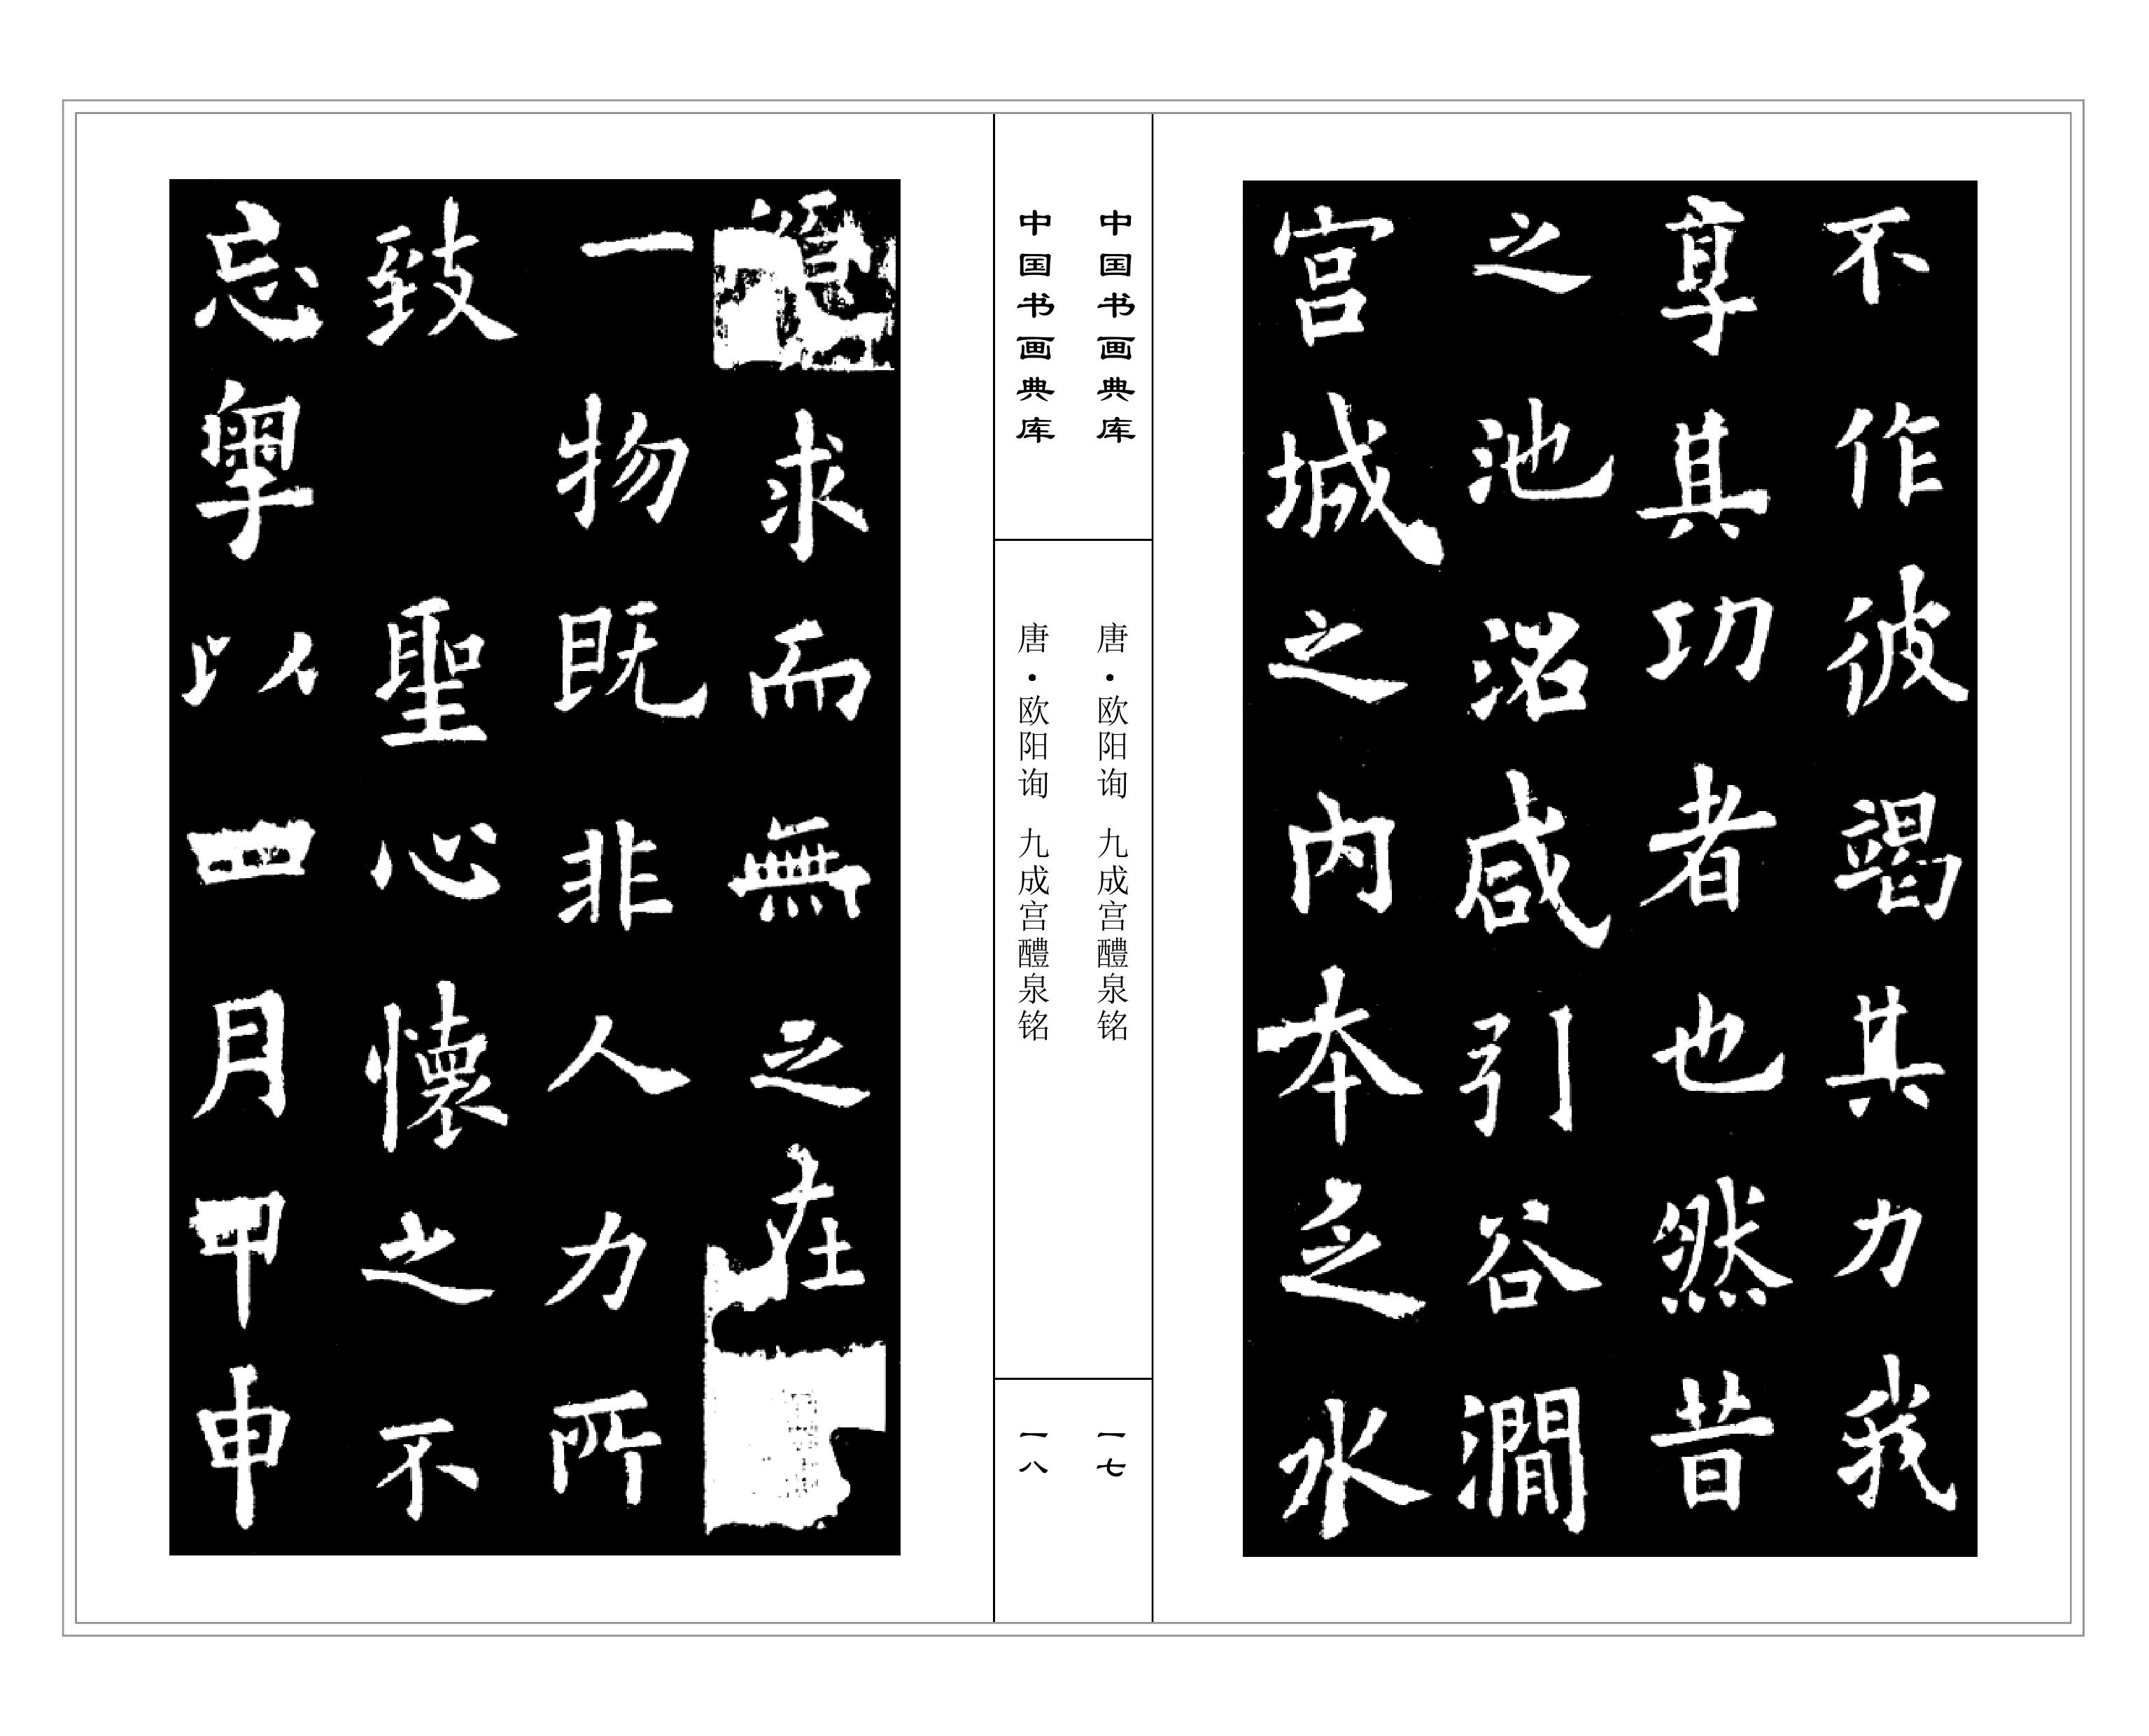 不作彼竭其力我
享其功者也然昔
之池沼咸引谷澗
宫城之内本乏水
中国书画典库
唐·欧阳询 九成宫醴泉铭
一七
中国书画典库
唐·欧阳询 九成宫醴泉铭
一八
求而無之在
一物既非人力所
致 聖心懷之不
忘粤以四月甲申